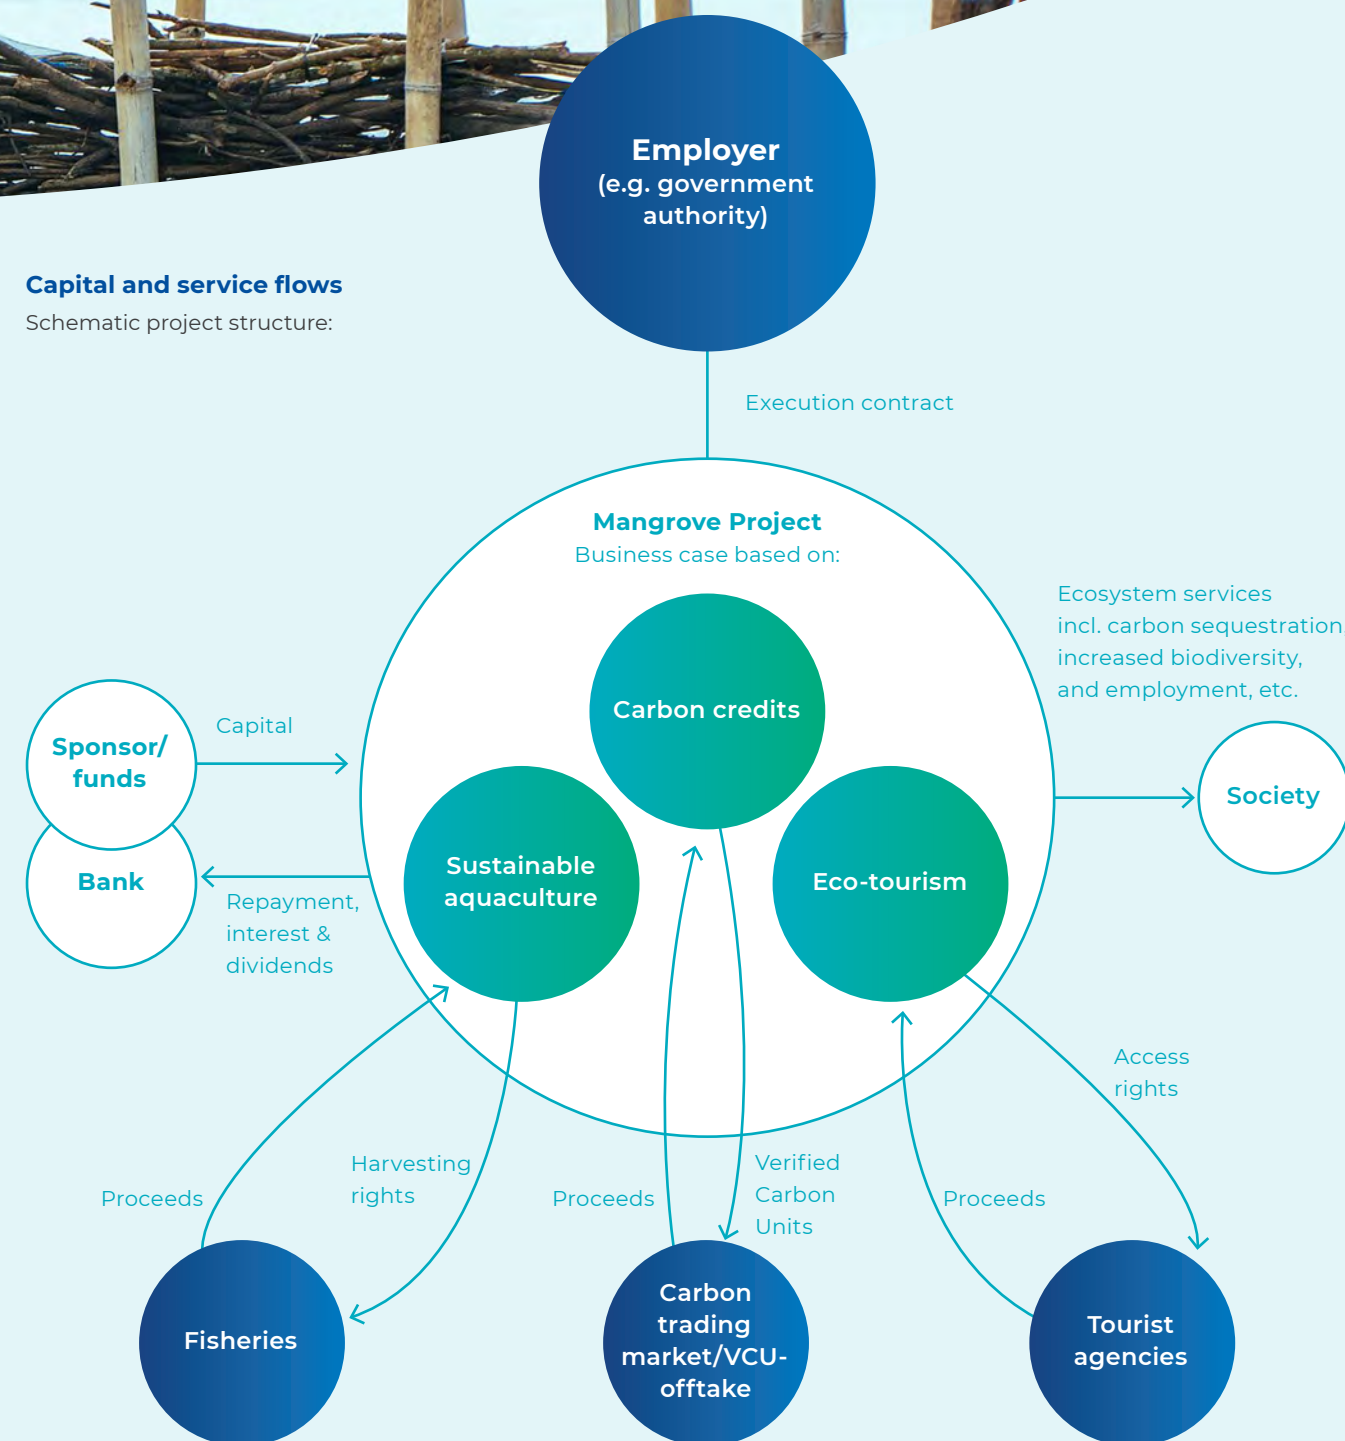 Employer
(e.g. government
authority)
Capital and service flows
Schematic project structure:
Execution contract
Mangrove Project
Business case based on:
Ecosystem services
incl. carbon sequestration,
increased biodiversity,
and employment, etc.
Carbon credits
Capital
Sponsor/
funds
Society
Sustainable
aquaculture
Eco-tourism
Bank
Repayment,
interest &
dividends
Access
rights
Harvesting
rights
Verified
Carbon
Units
Proceeds
Proceeds
Proceeds
Fisheries
Carbon
trading
market/VCU-
offtake
Tourist
agencies